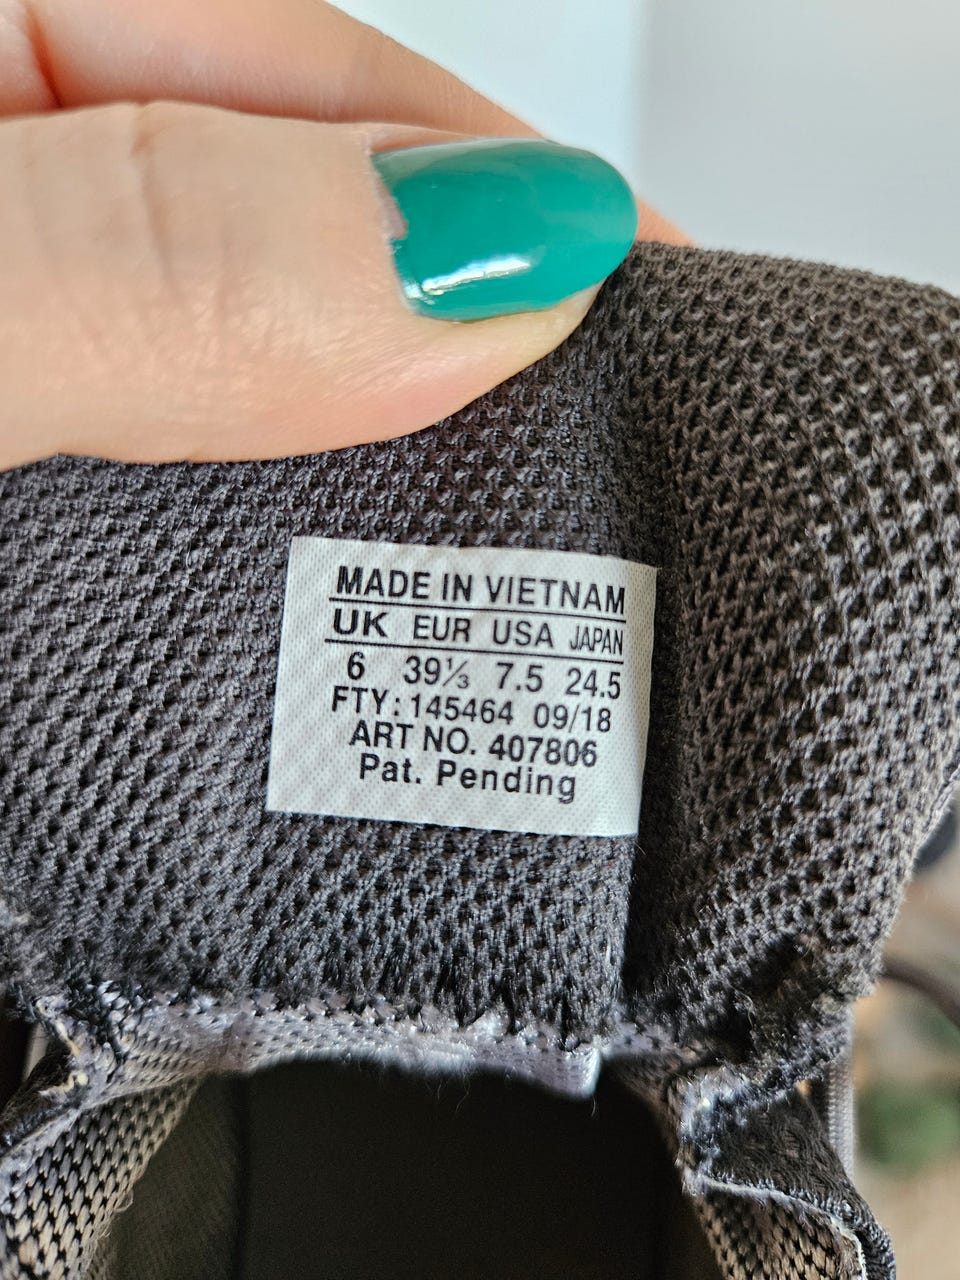 MADE IN VIETNAM
UK EUR USA JAPAN
6 39⅓ 7.5 24.5
FTY: 145464 09/18
ART NO. 407806
Pat. Pending